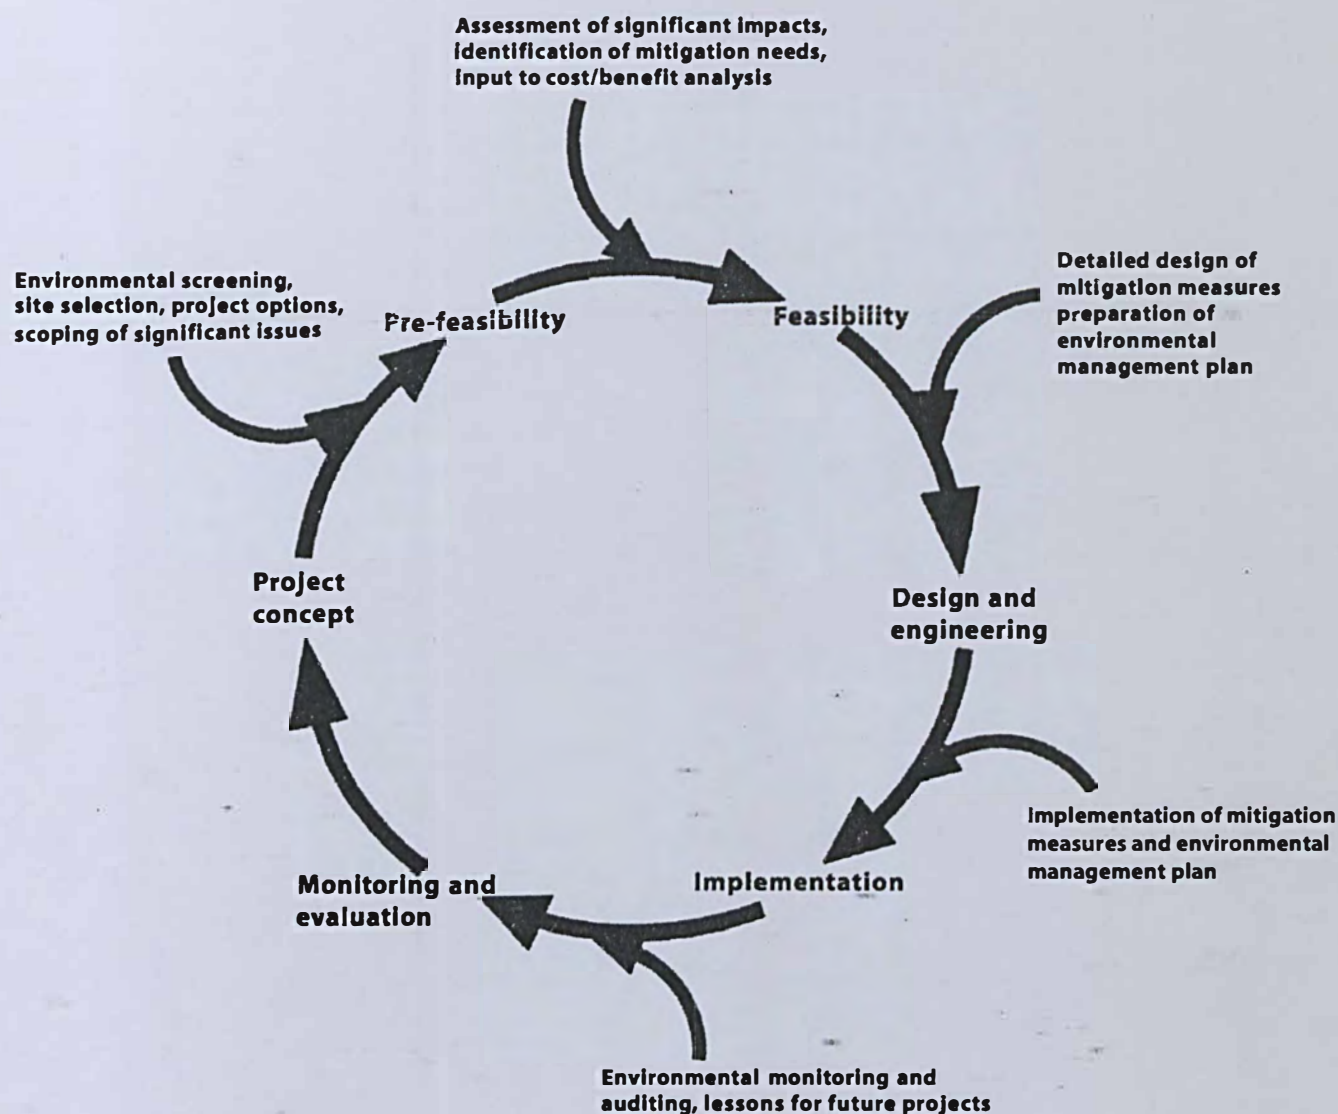 Assessment of significant impacts,
identification of mitigation needs,
input to cost/benefit analysis
Environmental screening,
site selection, project options,
scoping of significant issues
Pre-feasibility
Feasibility
Detailed design of
mitigation measures
preparation of
environmental
management plan
Project
concept
Design and
engineering
Implementation of mitigation
measures and environmental
management plan
Implementation
Monitoring and
evaluation
Environmental monitoring and
auditing, lessons for future projects